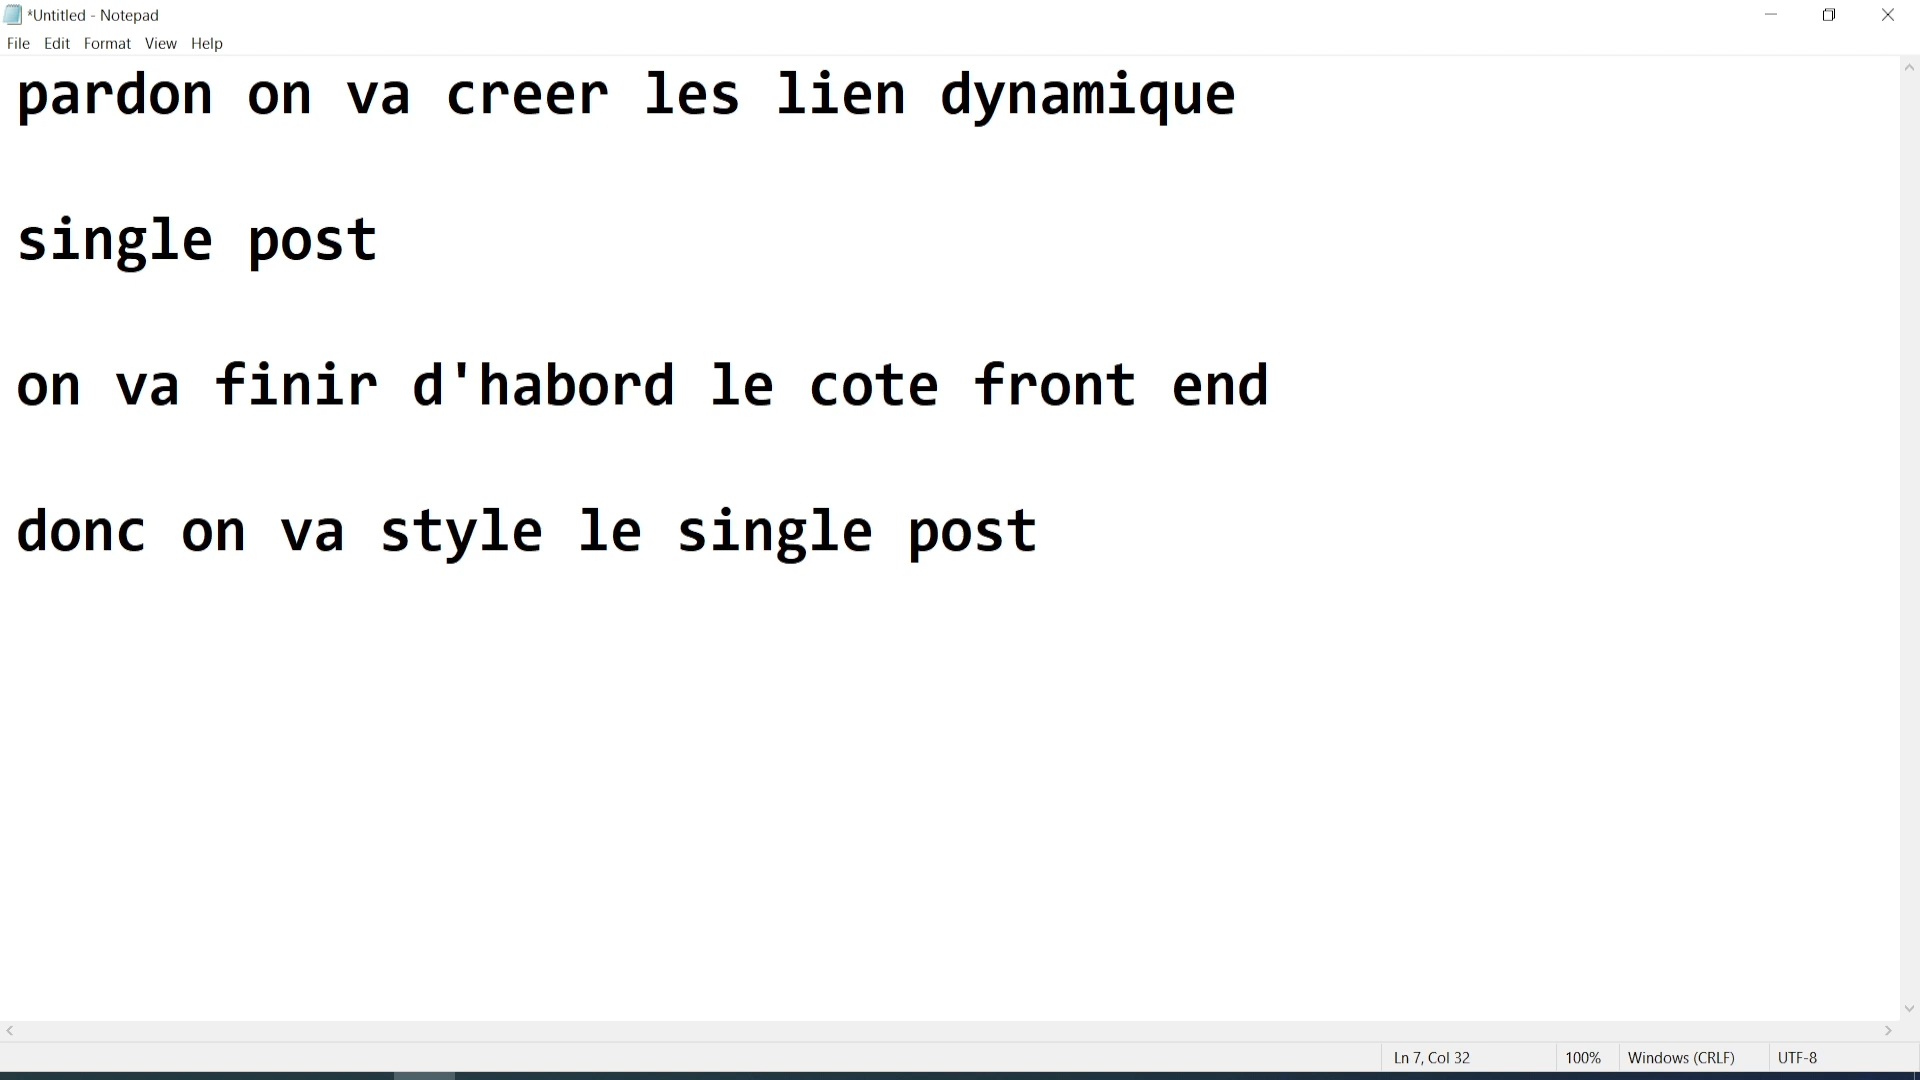 *Untitled - Notepad
File Edit Format View Help
pardon on va creer les lien dynamique
single post
on va finir d'habord le cote front end
donc on va style le single post
Ln 7, Col 32 100% Windows (CRLF) UTF-8